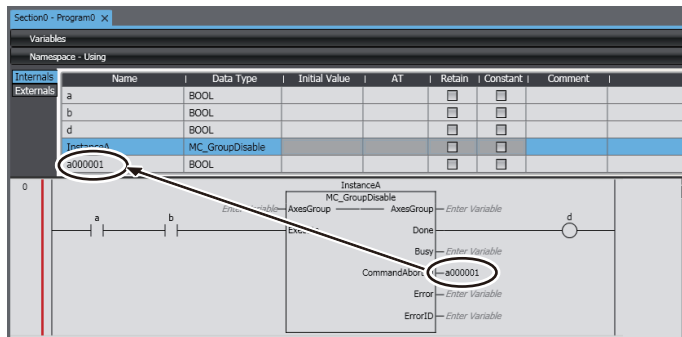 Section0 - Program0 ×
Variables
Namespace - Using
Internals
Externals
Name Data Type Initial Value AT Retain Constant Comment
a BOOL
b BOOL
d BOOL
InstanceA MC_GroupDisable
a000001 BOOL
0
InstanceA
MC_GroupDisable
Enter Variable AxesGroup AxesGroup Enter Variable
a b Done d
Busy Enter Variable
a000001
Error Enter Variable
ErrorID Enter Variable